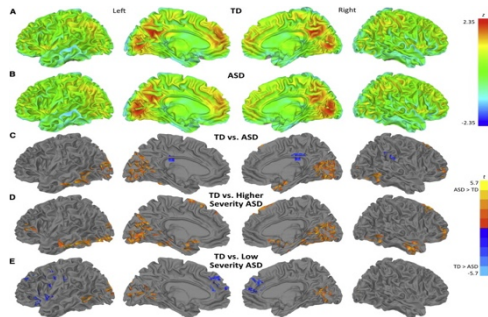 A Left TD Right r
2.35
B ASD
-2.35
C TD vs. ASD
D TD vs. Higher
Severity ASD
t
5.7
ASD > TD
E TD vs. Low
Severity ASD
TD > ASD
-5.7